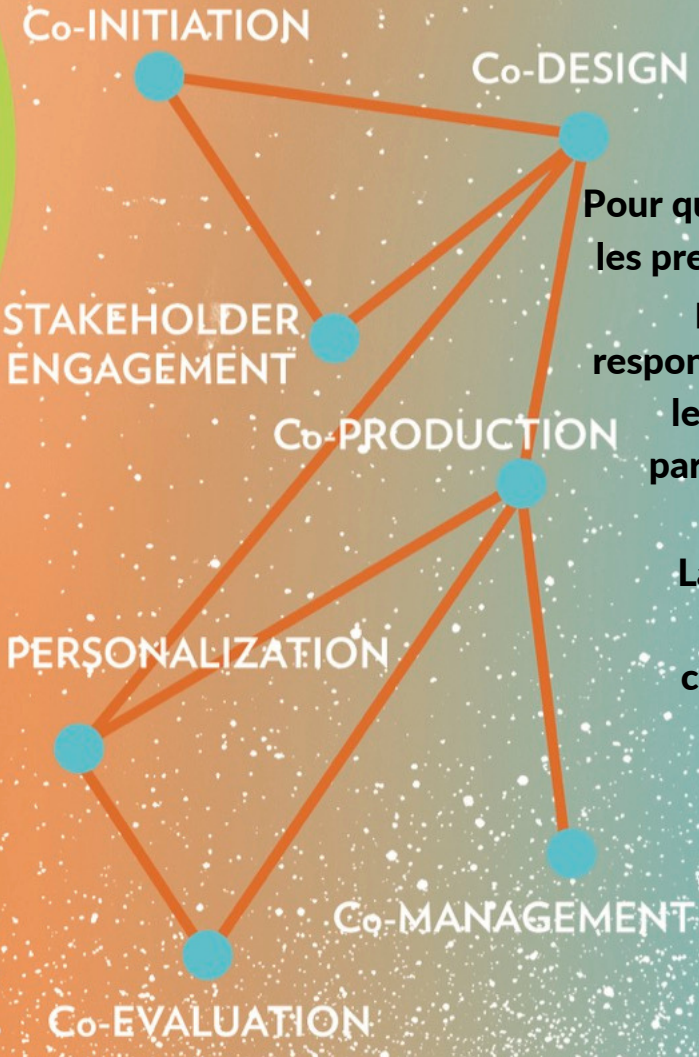 Co-INITIATION
Co-DESIGN
Pour qu
les pre
STAKEHOLDER
ENGAGEMENT
respon
le
Co-PRODUCTION
par
La
PERSONALIZATION
c
Co-MANAGEMENT
Co-EVALUATION